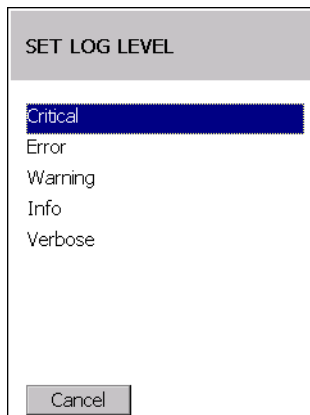 SET LOG LEVEL
Critical
Error
Warning
Info
Verbose
Cancel